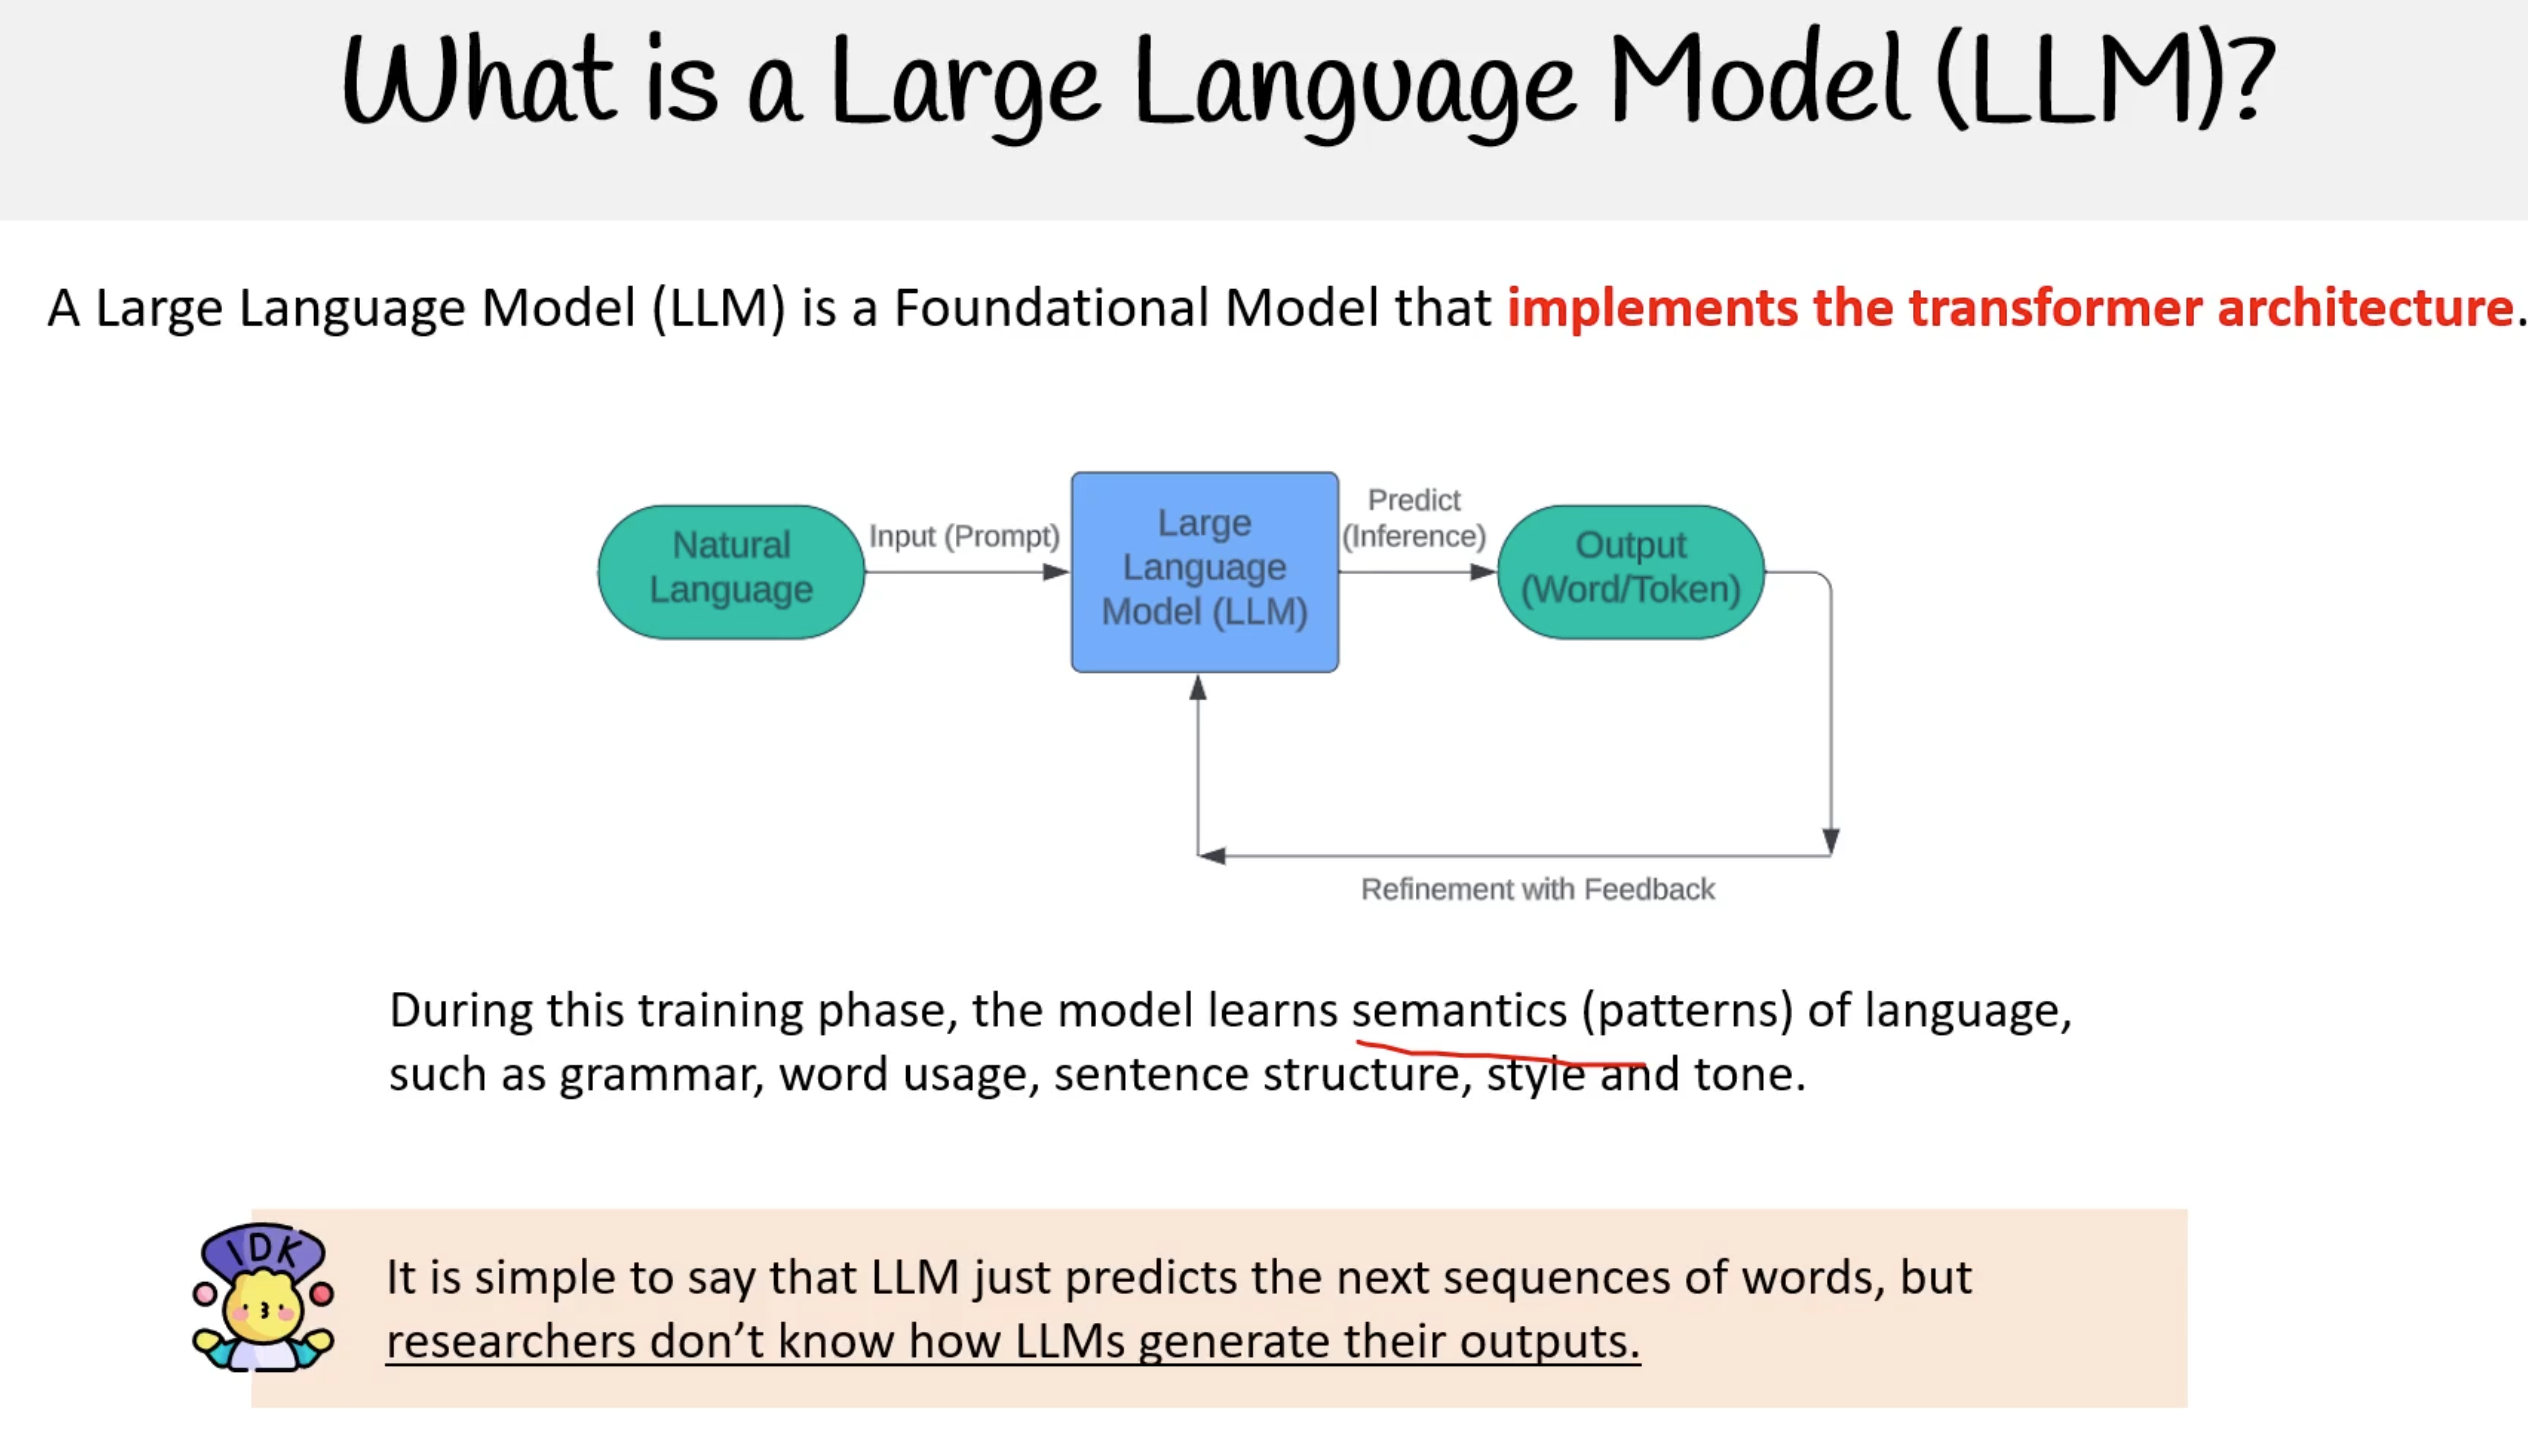 What is a Large Language Model (LLM)?
A Large Language Model (LLM) is a Foundational Model that implements the transformer architecture.
Natural
Language
Input (Prompt)
Large
Language
Model (LLM)
Predict
(Inference)
Output
(Word/Token)
Refinement with Feedback
During this training phase, the model learns semantics (patterns) of language,
such as grammar, word usage, sentence structure, style and tone.
IDK
It is simple to say that LLM just predicts the next sequences of words, but
researchers don’t know how LLMs generate their outputs.